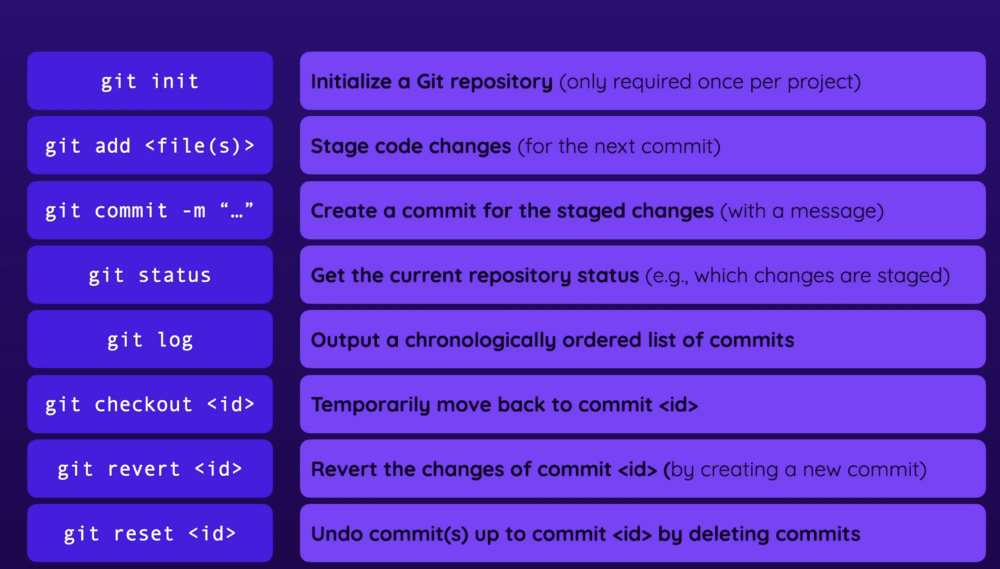 git init
Initialize a Git repository (only required once per project)
git add <file(s)>
Stage code changes (for the next commit)
git commit -m “…”
Create a commit for the staged changes (with a message)
git status
Get the current repository status (e.g., which changes are staged)
git log
Output a chronologically ordered list of commits
git checkout <id>
Temporarily move back to commit <id>
git revert <id>
Revert the changes of commit <id> (by creating a new commit)
git reset <id>
Undo commit(s) up to commit <id> by deleting commits